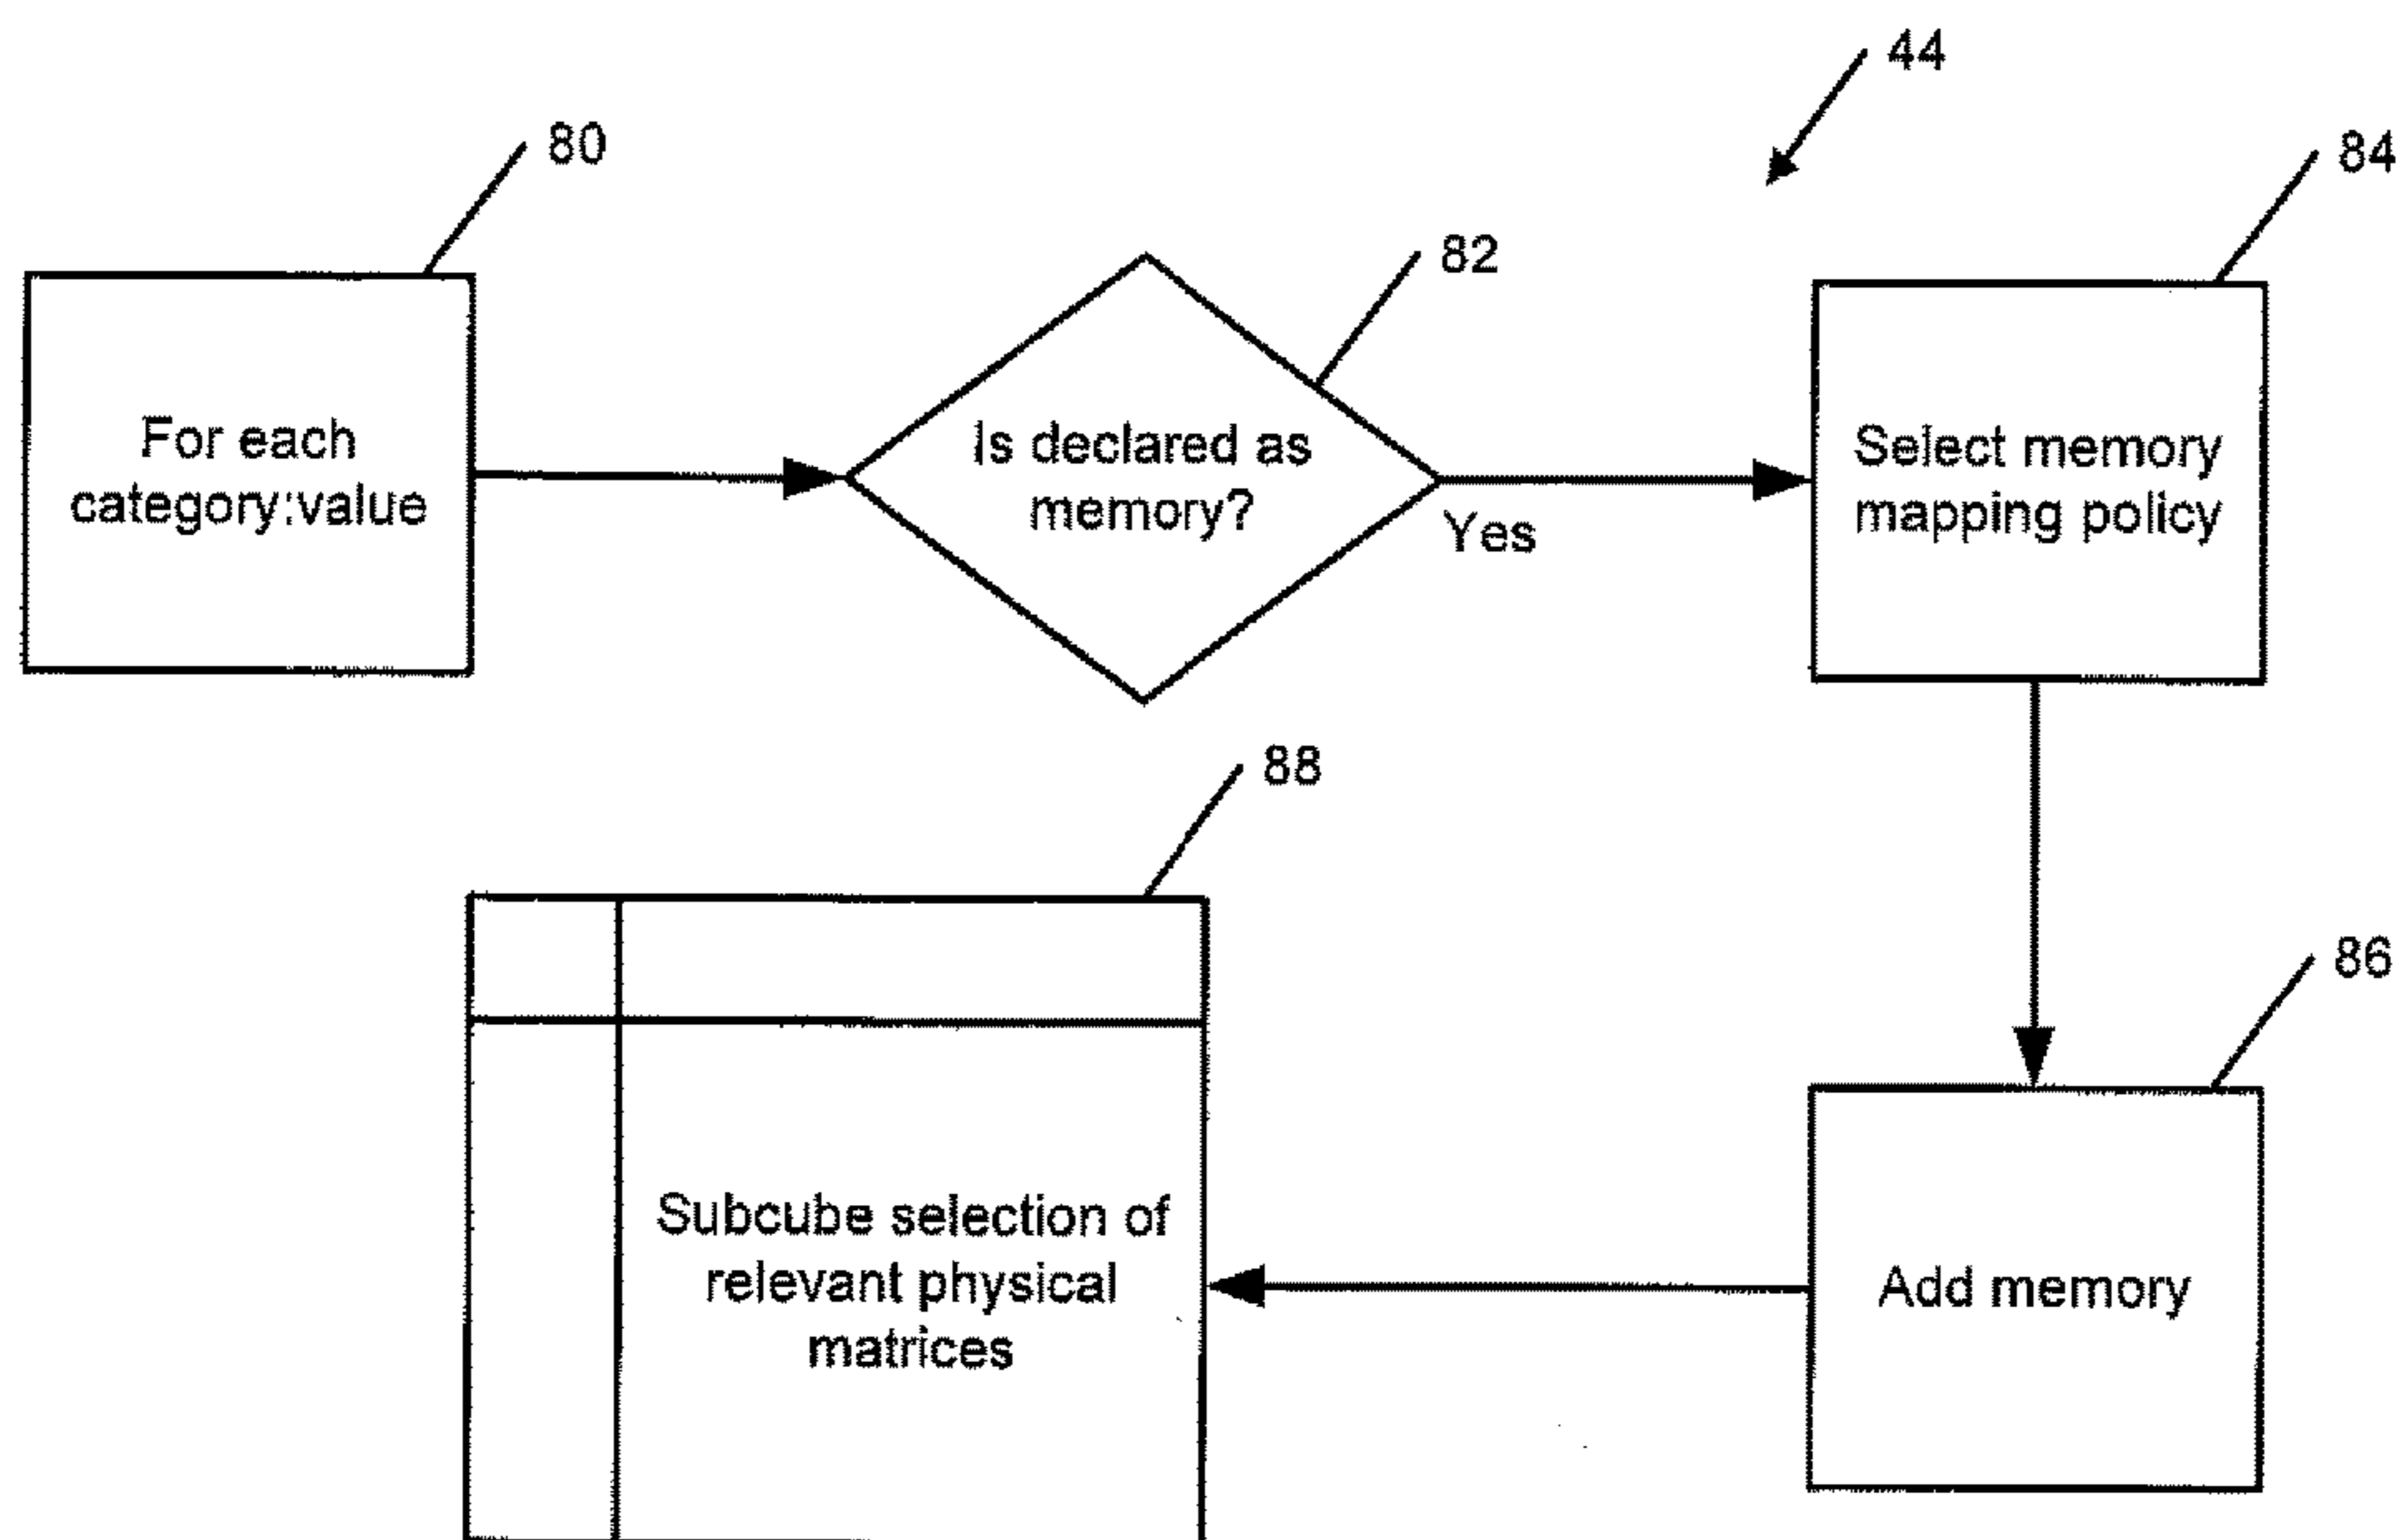 44
80
84
82
For each
category:value
Is declared as
memory?
Yes
Select memory
mapping policy
88
86
Subcube selection of
relevant physical
matrices
Add memory